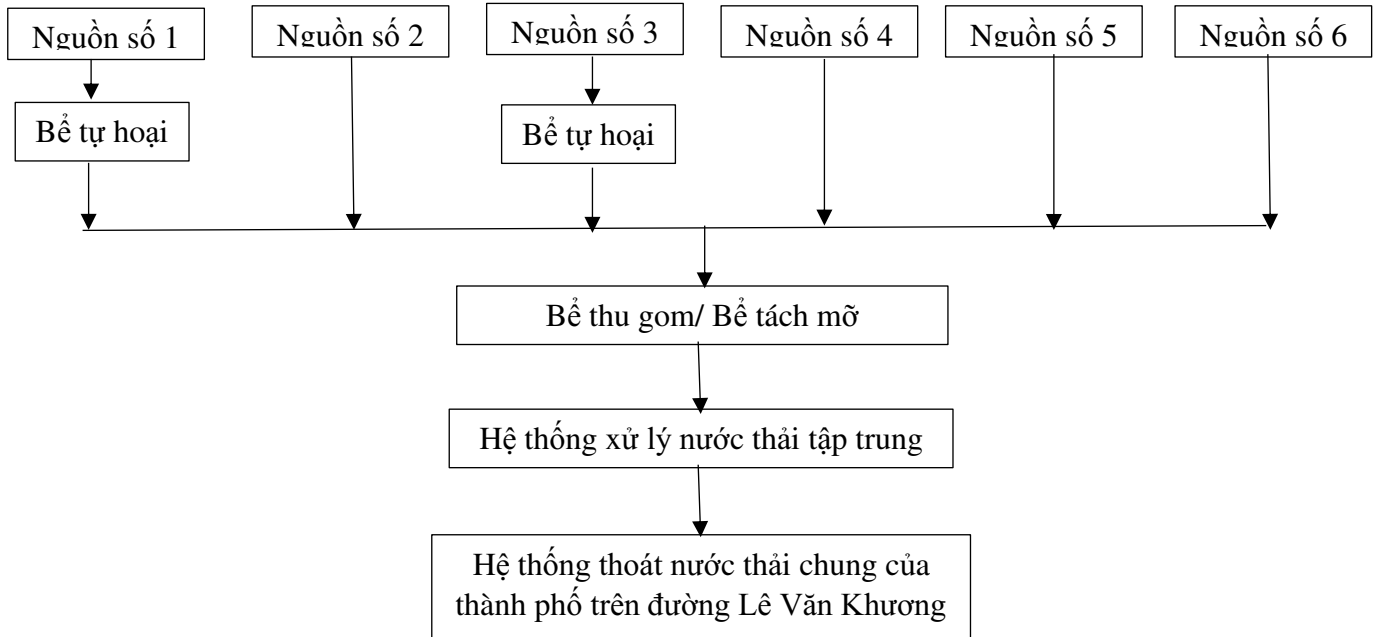 Nguồn số 1
Nguồn số 2
Nguồn số 3
Nguồn số 4
Nguồn số 5
Nguồn số 6
Bể tự hoại
Bể tự hoại
Bể thu gom/ Bể tách mỡ
Hệ thống xử lý nước thải tập trung
Hệ thống thoát nước thải chung của
thành phố trên đường Lê Văn Khương